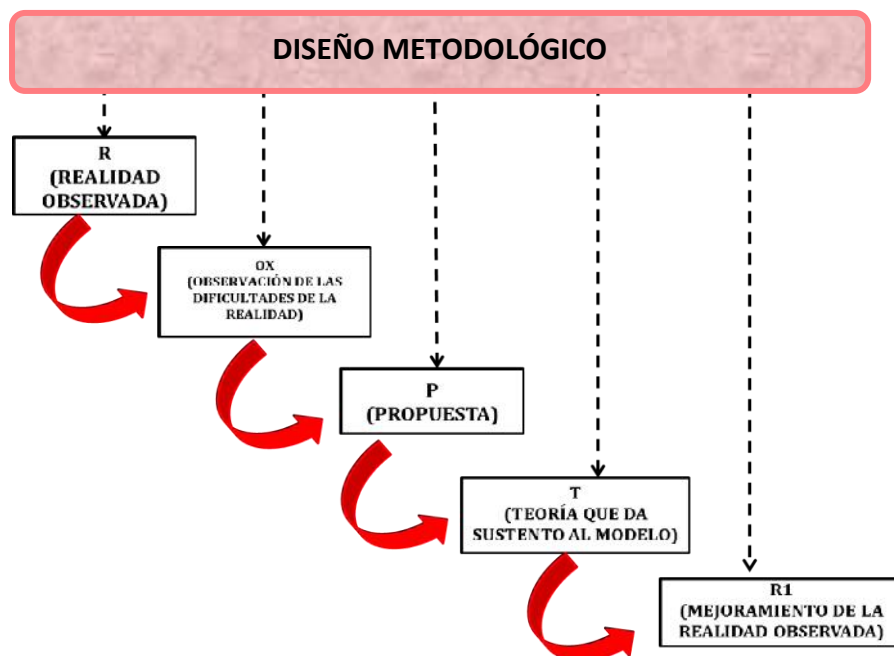 DISEÑO METODOLÓGICO
R
(REALIDAD
OBSERVADA)
OX
(OBSERVACIÓN DE LAS
DIFICULTADES DE LA
REALIDAD)
P
(PROPUESTA)
T
(TEORÍA QUE DA
SUSTENTO AL MODELO)
R1
(MEJORAMIENTO DE LA
REALIDAD OBSERVADA)